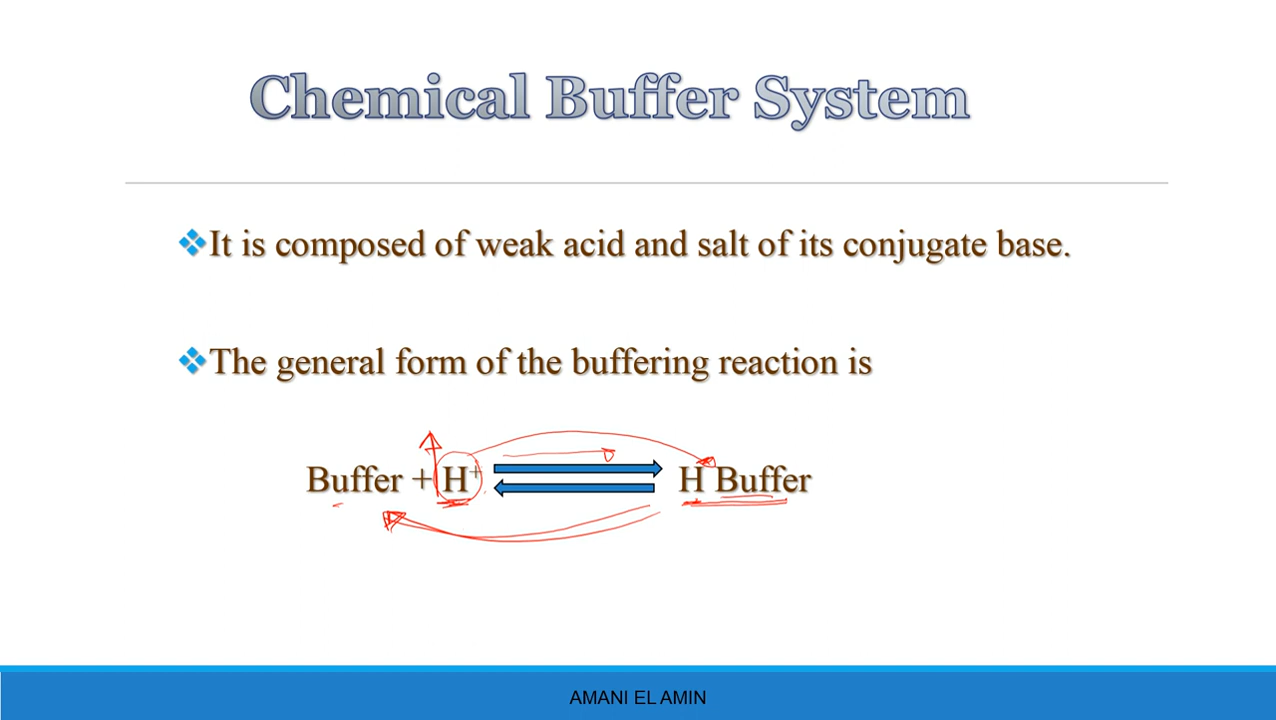 Chemical Buffer System
It is composed of weak acid and salt of its conjugate base.
The general form of the buffering reaction is
Buffer + H⁺ ⇌ H Buffer
AMANI EL AMIN